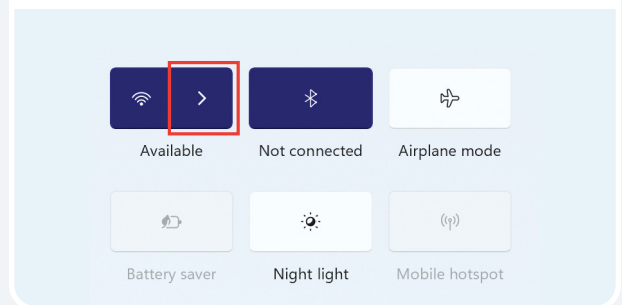 Available
Not connected
Airplane mode
Battery saver
Night light
Mobile hotspot